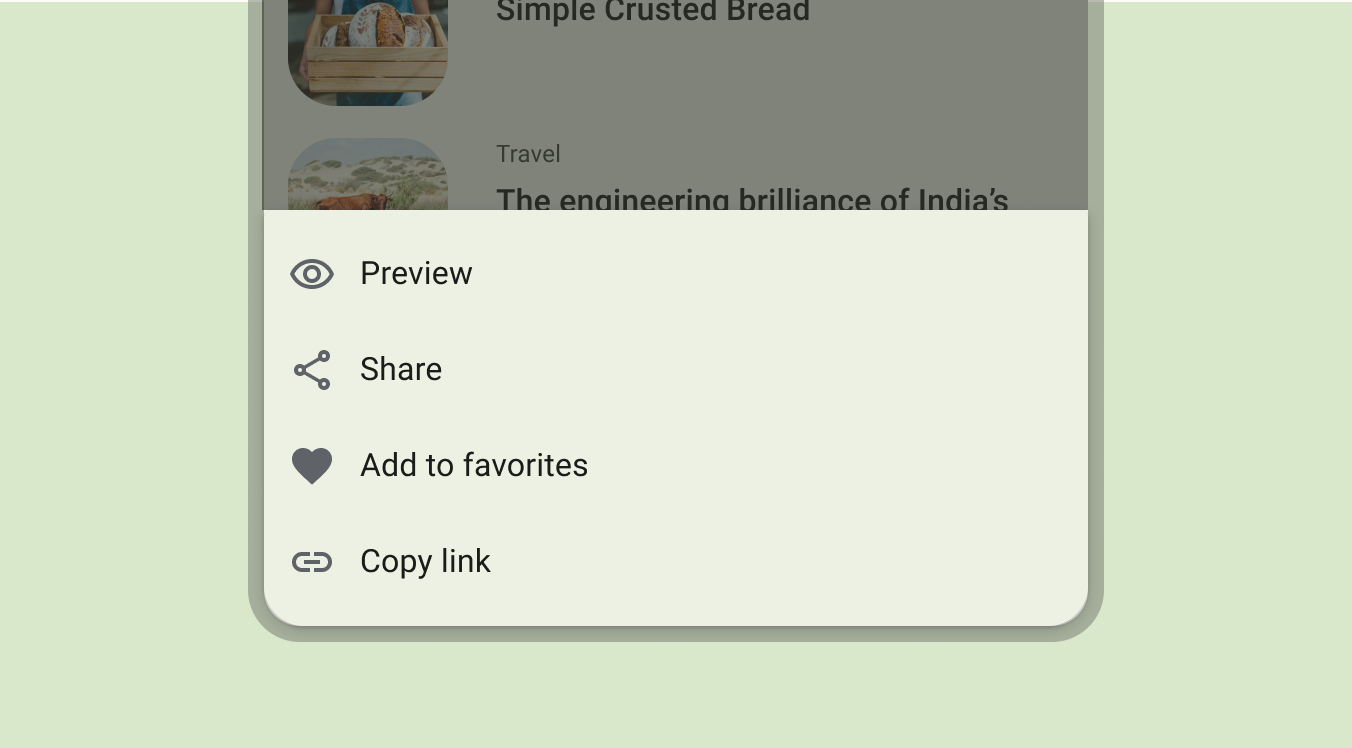 Simple Crusted Bread
Travel
The engineering brilliance of India’s
Preview
Share
Add to favorites
Copy link